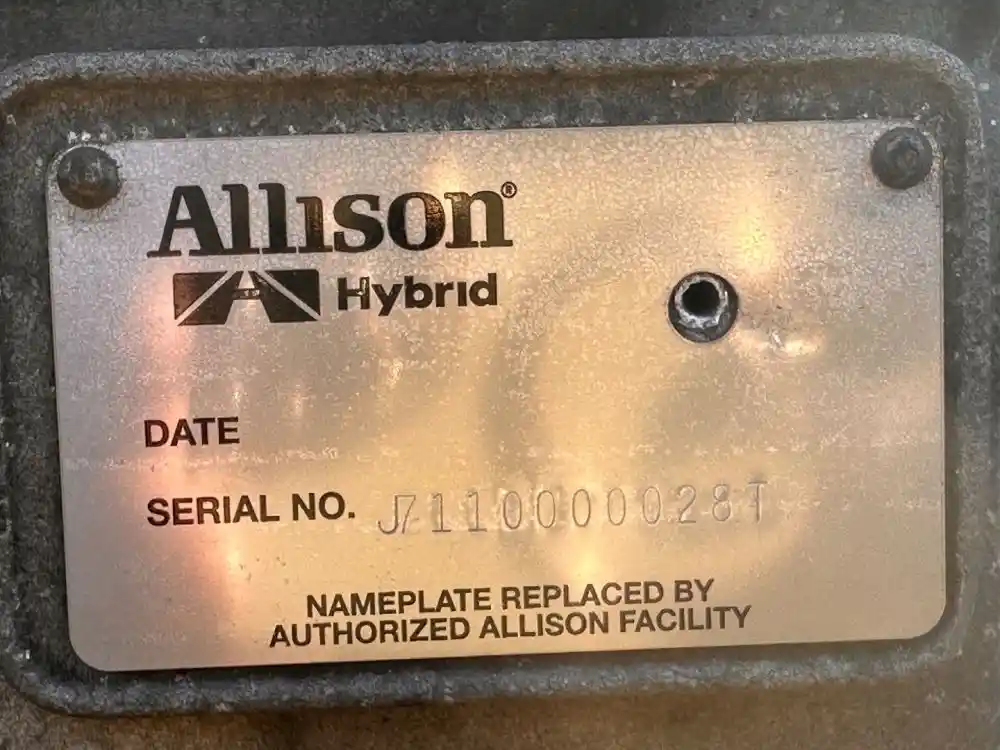 Allison®
Hybrid
DATE
SERIAL NO. J7110000028T
NAMEPLATE REPLACED BY
AUTHORIZED ALLISON FACILITY